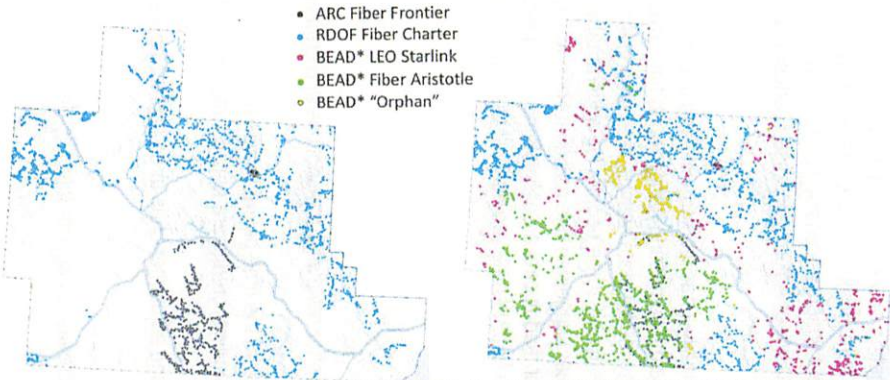 ARC Fiber Frontier
RDOF Fiber Charter
BEAD* LEO Starlink
BEAD* Fiber Aristotle
BEAD* "Orphan"